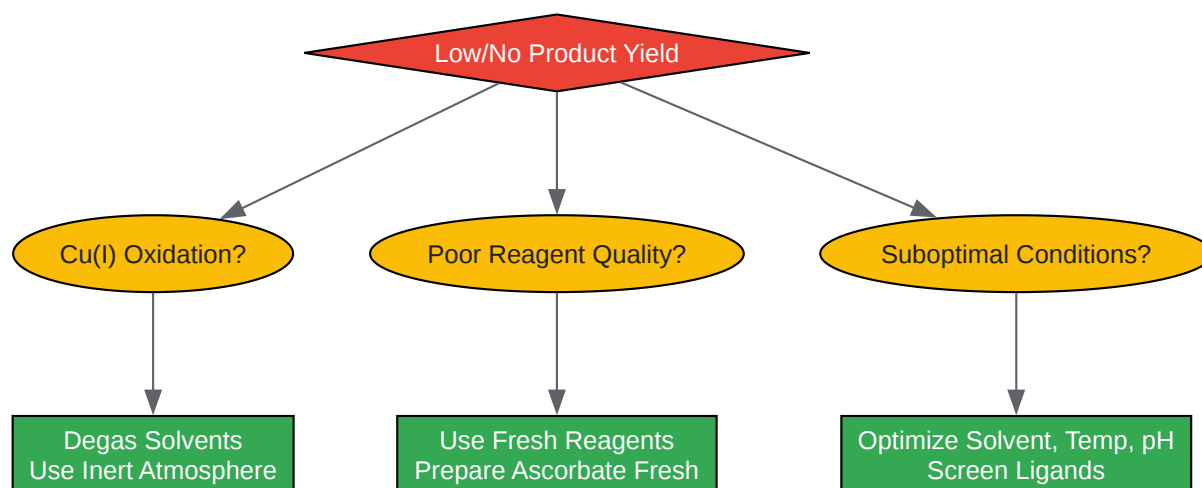 Low/No Product Yield
Cu(I) Oxidation?
Poor Reagent Quality?
Suboptimal Conditions?
Degas Solvents
Use Inert Atmosphere
Use Fresh Reagents
Prepare Ascorbate Fresh
Optimize Solvent, Temp, pH
Screen Ligands